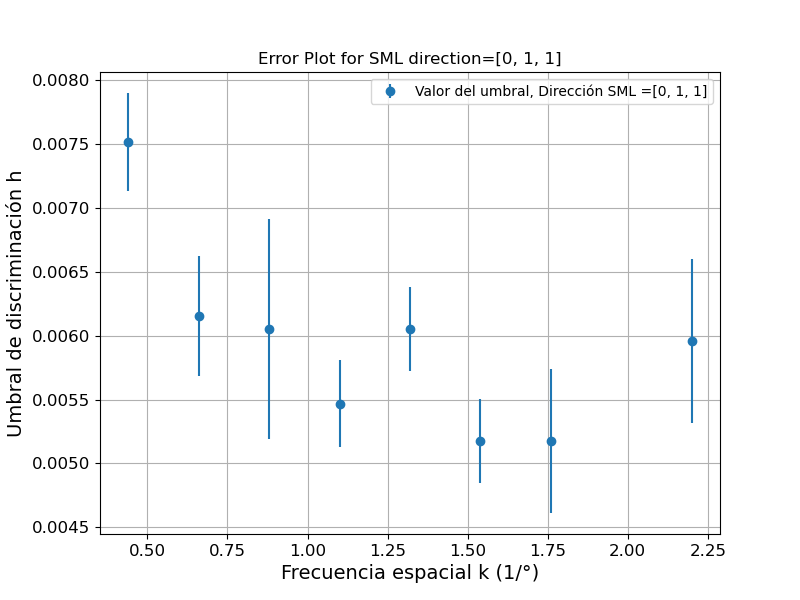 Error Plot for SML direction=[0, 1, 1]
Valor del umbral, Dirección SML =[0, 1, 1]
Umbral de discriminación h
0.0080
0.0075
0.0070
0.0065
0.0060
0.0055
0.0050
0.0045
0.50 0.75 1.00 1.25 1.50 1.75 2.00 2.25
Frecuencia espacial k (1/°)